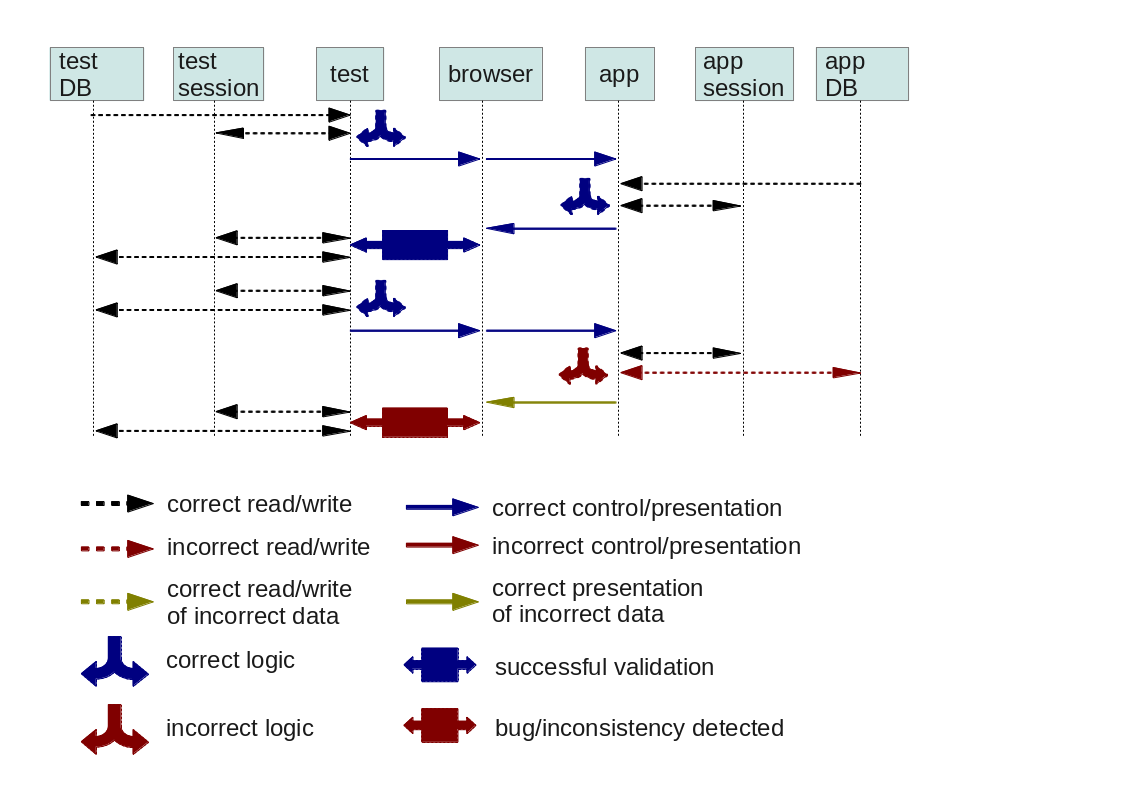 test
DB
test
session
test
browser
app
app
session
app
DB
correct read/write
correct control/presentation
incorrect read/write
incorrect control/presentation
correct read/write
of incorrect data
correct presentation
of incorrect data
correct logic
successful validation
incorrect logic
bug/inconsistency detected